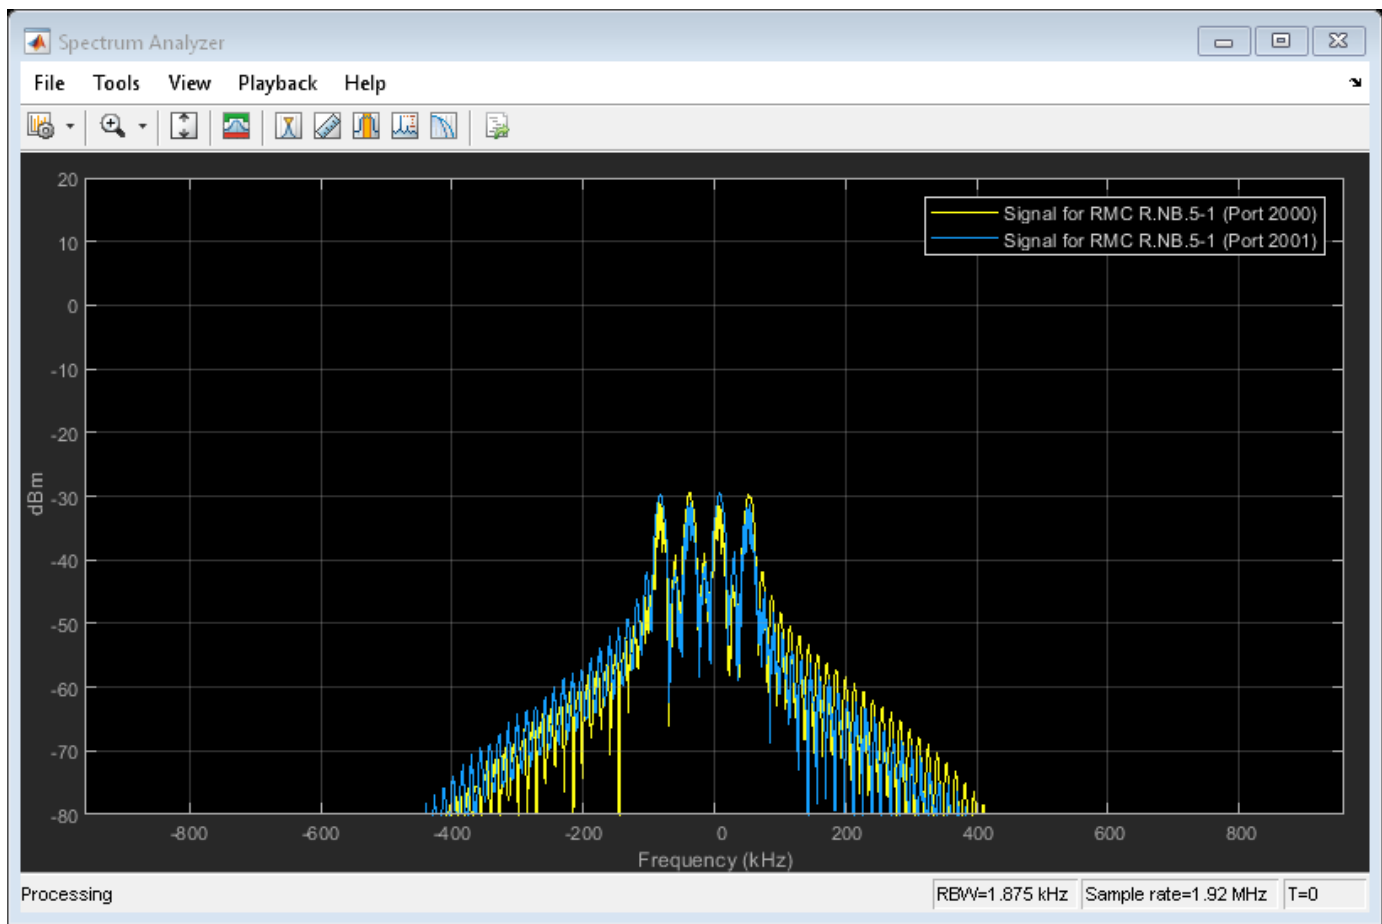 Spectrum Analyzer
File Tools View Playback Help
20
10
0
-10
-20
-30
-40
-50
-60
-70
-80
dBm
Signal for RMC R.NB.5-1 (Port 2000)
Signal for RMC R.NB.5-1 (Port 2001)
-800 -600 -400 -200 0 200 400 600 800
Frequency (kHz)
Processing RBW=1.875 kHz Sample rate=1.92 MHz T=0